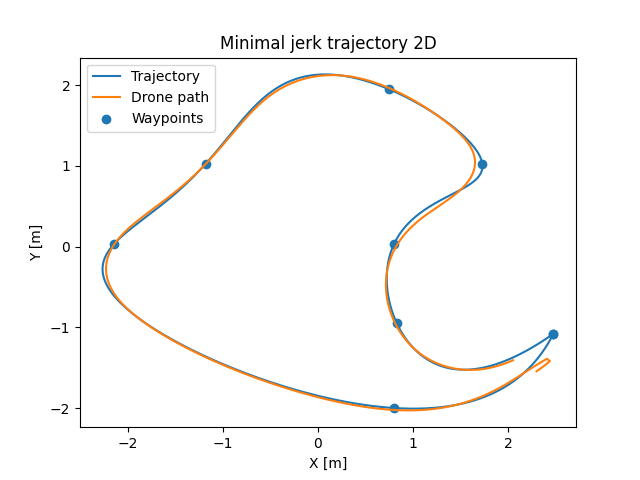 Minimal jerk trajectory 2D
Trajectory
Drone path
Waypoints
Y [m]
2
1
0
−1
−2
−2
−1
0
1
2
X [m]